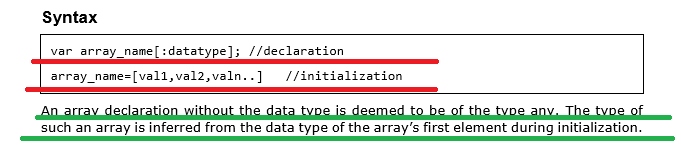 Syntax
var array_name[:datatype]; //declaration
array_name=[val1,val2,valn..]   //initialization
An array declaration without the data type is deemed to be of the type any. The type of
such an array is inferred from the data type of the array’s first element during initialization.